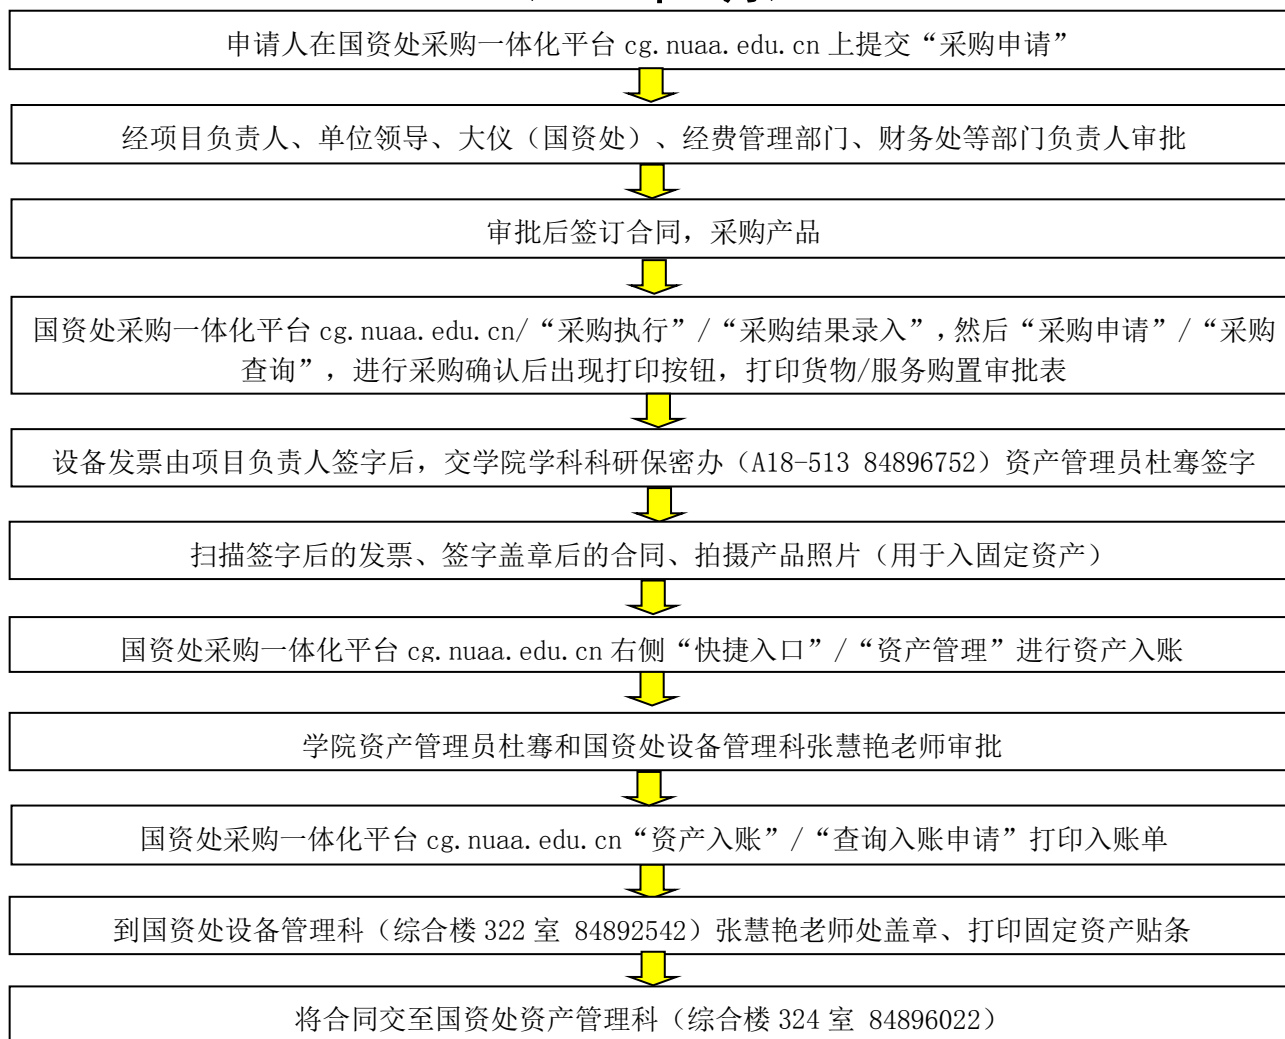 申请人在国资处采购一体化平台 cg.nuaa.edu.cn 上提交“采购申请”
经项目负责人、单位领导、大仪（国资处）、经费管理部门、财务处等部门负责人审批
审批后签订合同，采购产品
国资处采购一体化平台 cg.nuaa.edu.cn/“采购执行”/“采购结果录入”，然后“采购申请”/“采购
查询”，进行采购确认后出现打印按钮，打印货物/服务购置审批表
设备发票由项目负责人签字后，交学院学科科研保密办（A18-513 84896752）资产管理员杜骞签字
扫描签字后的发票、签字盖章后的合同、拍摄产品照片（用于入固定资产）
国资处采购一体化平台 cg.nuaa.edu.cn 右侧“快捷入口”/“资产管理”进行资产入账
学院资产管理员杜骞和国资处设备管理科张慧艳老师审批
国资处采购一体化平台 cg.nuaa.edu.cn“资产入账”/“查询入账申请”打印入账单
到国资处设备管理科（综合楼 322 室 84892542）张慧艳老师处盖章、打印固定资产贴条
将合同交至国资处资产管理科（综合楼 324 室 84896022）